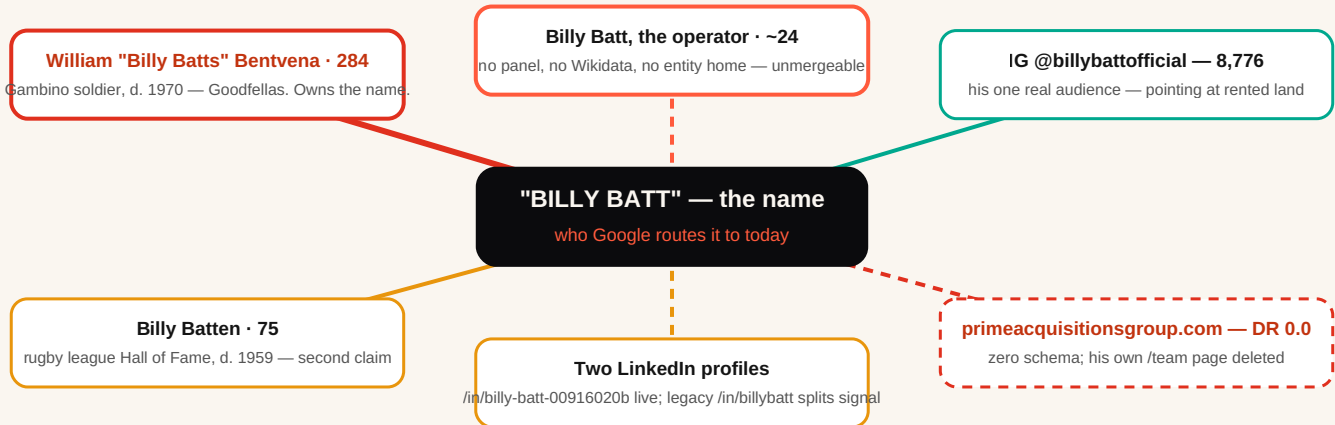 William "Billy Batts" Bentvena · 284
Gambino soldier, d. 1970 — Goodfellas. Owns the name.
Billy Batt, the operator · ~24
no panel, no Wikidata, no entity home — unmergeable
IG @billybattofficial — 8,776
his one real audience — pointing at rented land
"BILLY BATT" — the name
who Google routes it to today
Billy Batten · 75
rugby league Hall of Fame, d. 1959 — second claim
Two LinkedIn profiles
/in/billy-batt-00916020b live; legacy /in/billybatt splits signal
primeacquisitionsgroup.com — DR 0.0
zero schema; his own /team page deleted